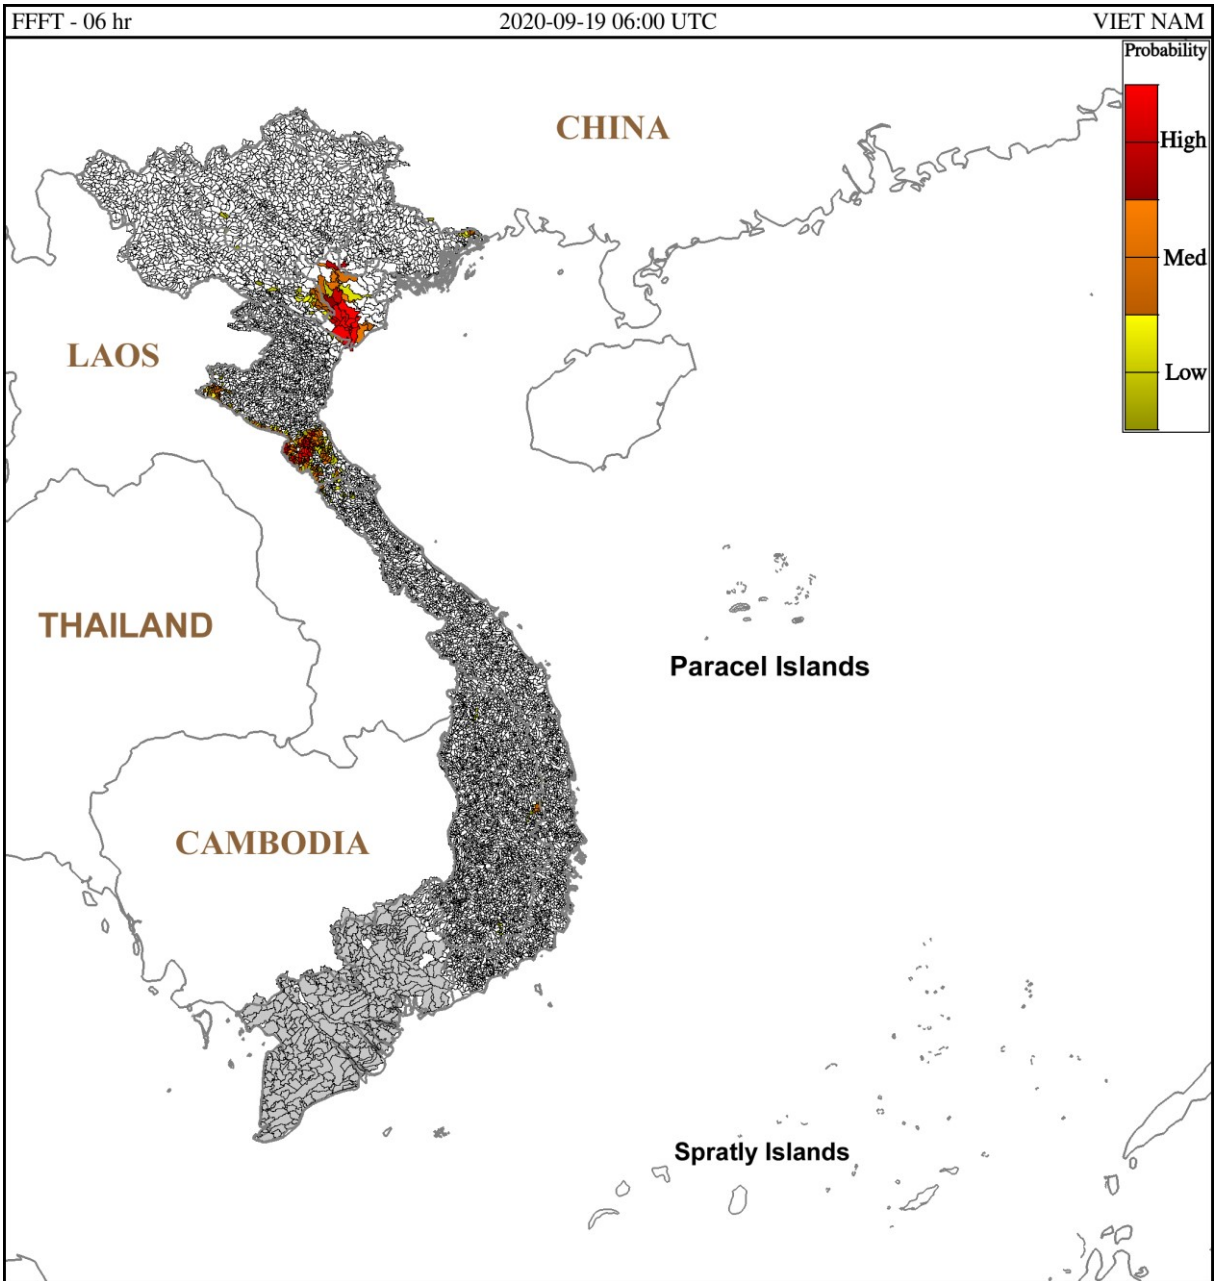 FFFT - 06 hr
2020-09-19 06:00 UTC
VIET NAM
Probability
High
Med
Low
CHINA
LAOS
THAILAND
Paracel Islands
CAMBODIA
Spratly Islands